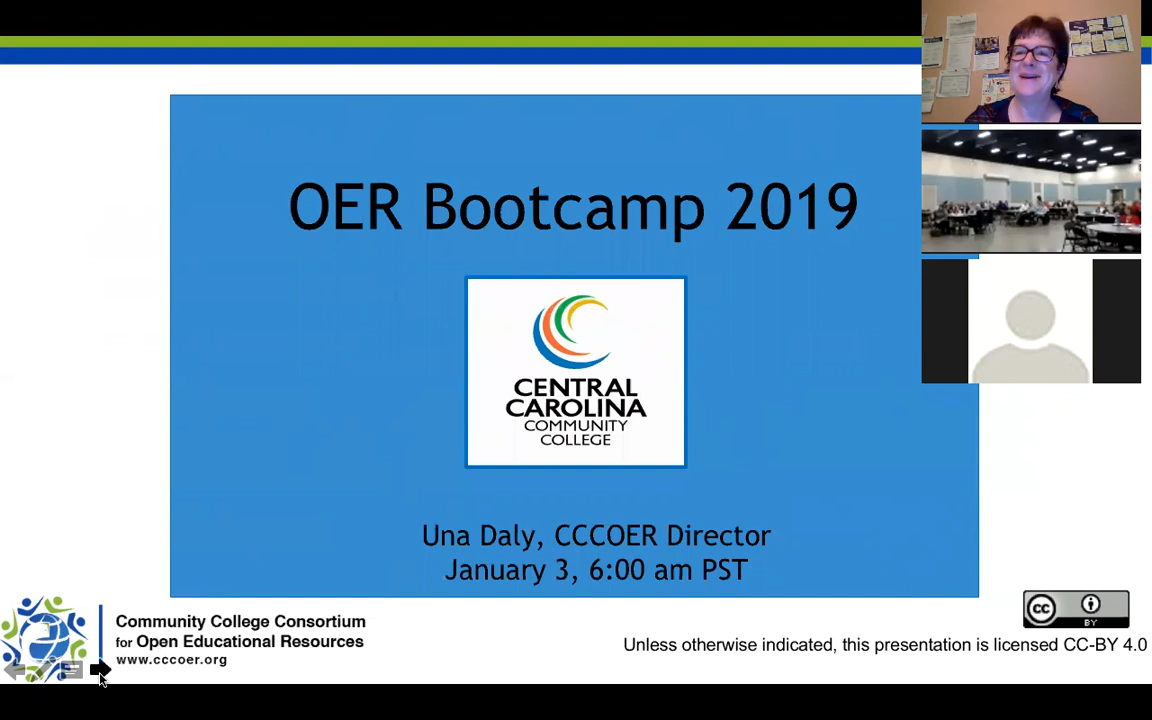 OER Bootcamp 2019
CENTRAL
CAROLINA
COMMUNITY
COLLEGE
Una Daly, CCCOER Director
January 3, 6:00 am PST
Community College Consortium
for Open Educational Resources
www.cccoer.org
cc
BY
Unless otherwise indicated, this presentation is licensed CC-BY 4.0